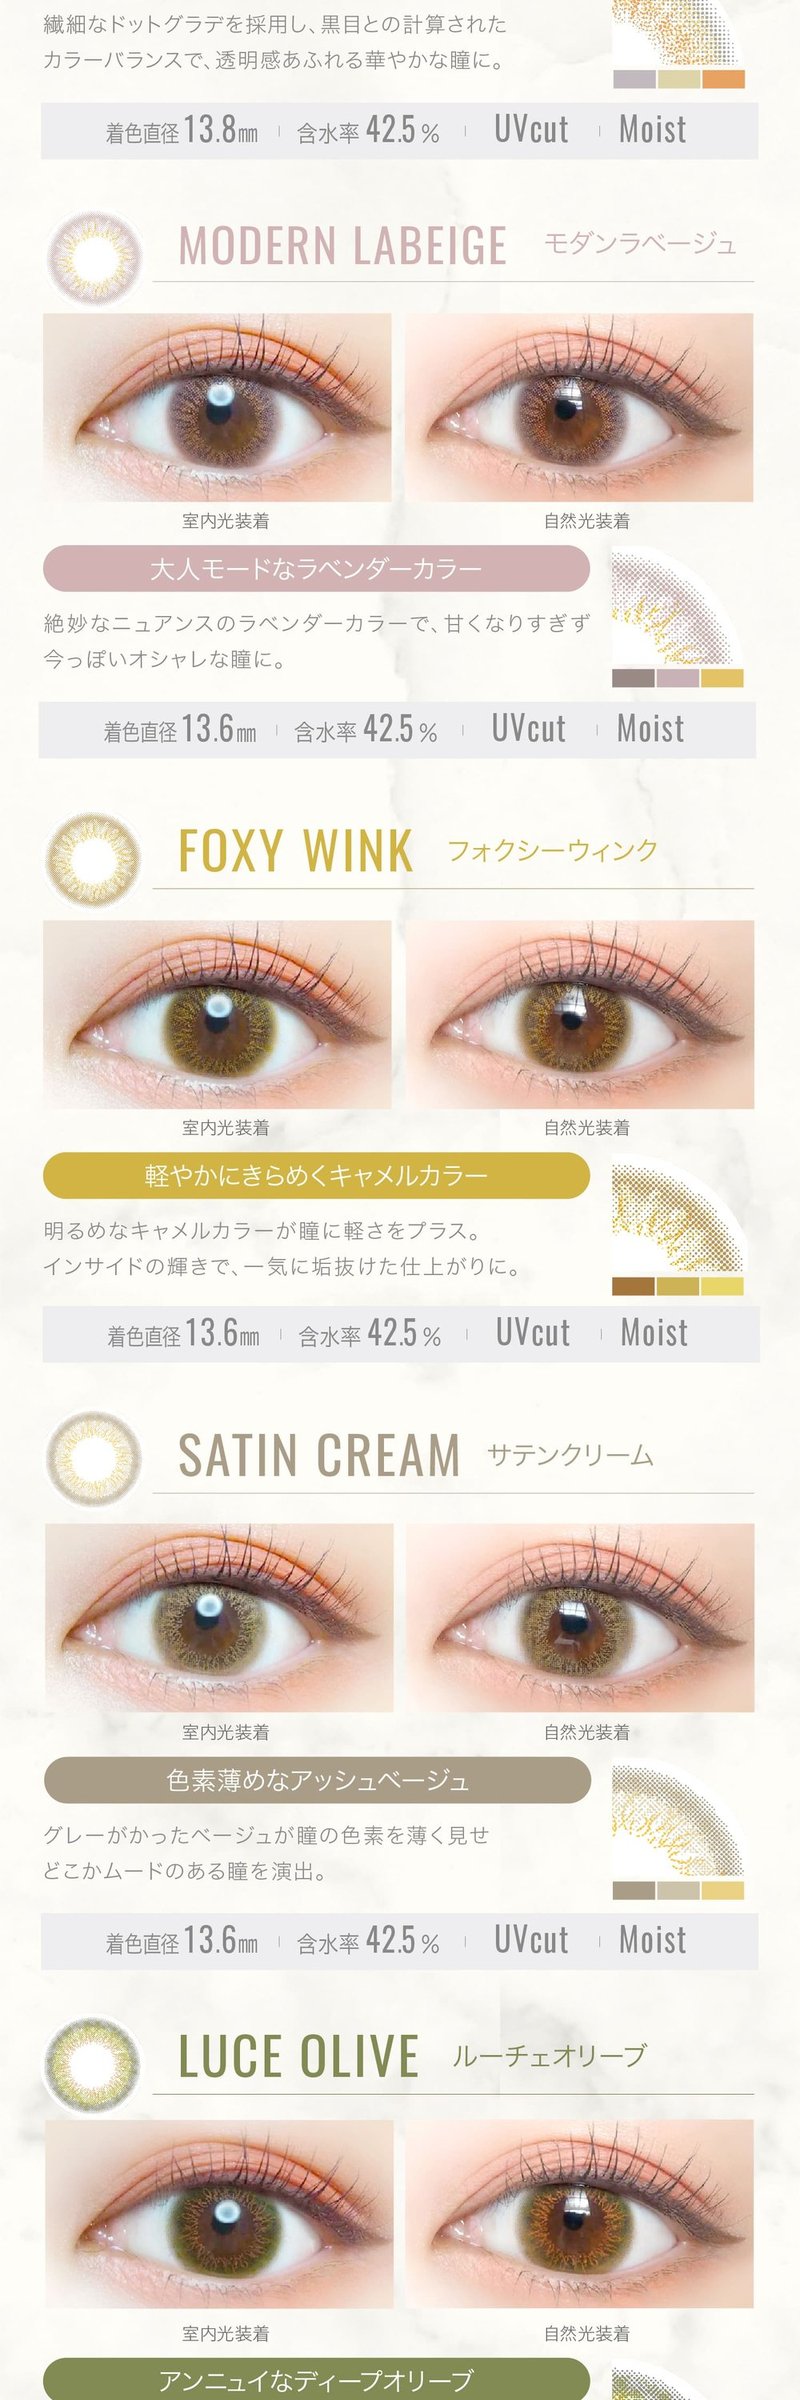 繊細なドットグラデを採用し、黒目との計算された
カラーバランスで、透明感あふれる華やかな瞳に。
着色直径13.8mm 含水率42.5% UVcut Moist
MODERN LABEIGE モダンラベージュ
室内光装着 自然光装着
大人モードなラベンダーカラー
絶妙なニュアンスのラベンダーカラーで、甘くなりすぎず
今っぽいオシャレな瞳に。
着色直径13.6mm 含水率42.5% UVcut Moist
FOXY WINK フォクシーウィンク
室内光装着 自然光装着
軽やかにきらめくキャメルカラー
明るめなキャメルカラーが瞳に軽さをプラス。
インサイドの輝きで、一気に垢抜けた仕上がりに。
着色直径13.6mm 含水率42.5% UVcut Moist
SATIN CREAM サテンクリーム
室内光装着 自然光装着
色素薄めなアッシュベージュ
グレーがかったベージュが瞳の色素を薄く見せ
どこかムードのある瞳を演出。
着色直径13.6mm 含水率42.5% UVcut Moist
LUCE OLIVE ルーチェオリーブ
室内光装着 自然光装着
アンニュイなディープオリーブ